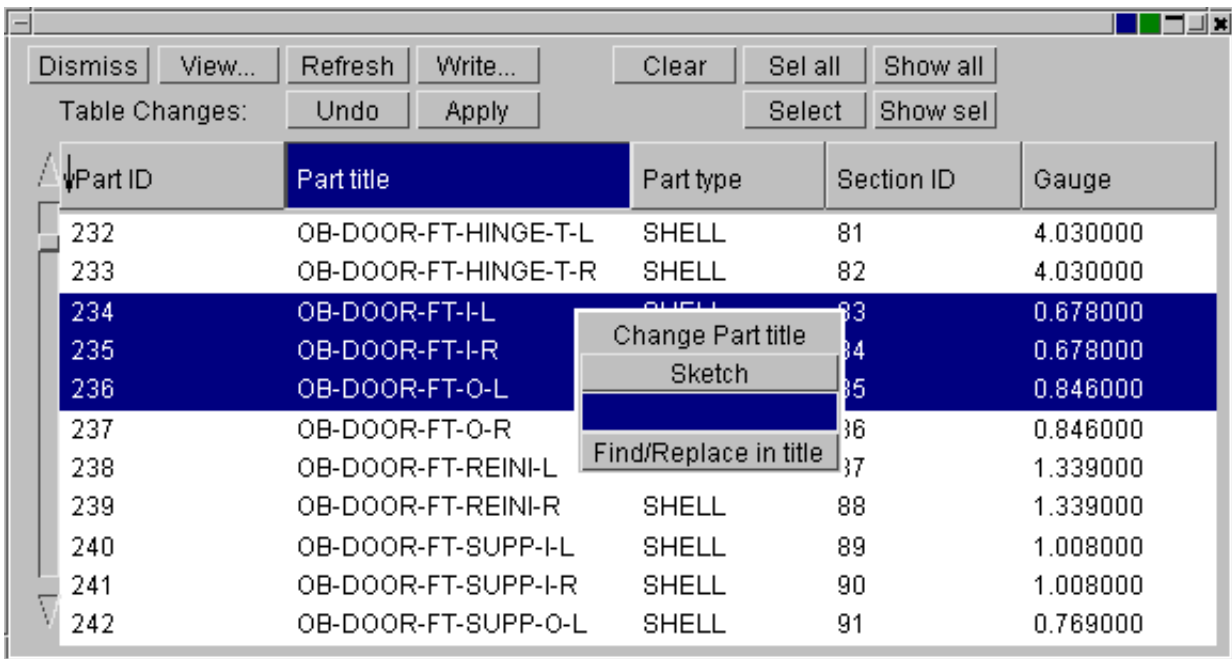 Dismiss View... Refresh Write... Clear Sel all Show all
Table Changes: Undo Apply Select Show sel
Part ID Part title Part type Section ID Gauge
232 OB-DOOR-FT-HINGE-T-L SHELL 81 4.030000
233 OB-DOOR-FT-HINGE-T-R SHELL 82 4.030000
234 OB-DOOR-FT-I-L 0.678000
Change Part title
235 OB-DOOR-FT-I-R 0.678000
Sketch
236 OB-DOOR-FT-O-L 0.846000
237 OB-DOOR-FT-O-R 0.846000
Find/Replace in title
238 OB-DOOR-FT-REINI-L 1.339000
239 OB-DOOR-FT-REINI-R SHELL 88 1.339000
240 OB-DOOR-FT-SUPP-I-L SHELL 89 1.008000
241 OB-DOOR-FT-SUPP-I-R SHELL 90 1.008000
242 OB-DOOR-FT-SUPP-O-L SHELL 91 0.769000